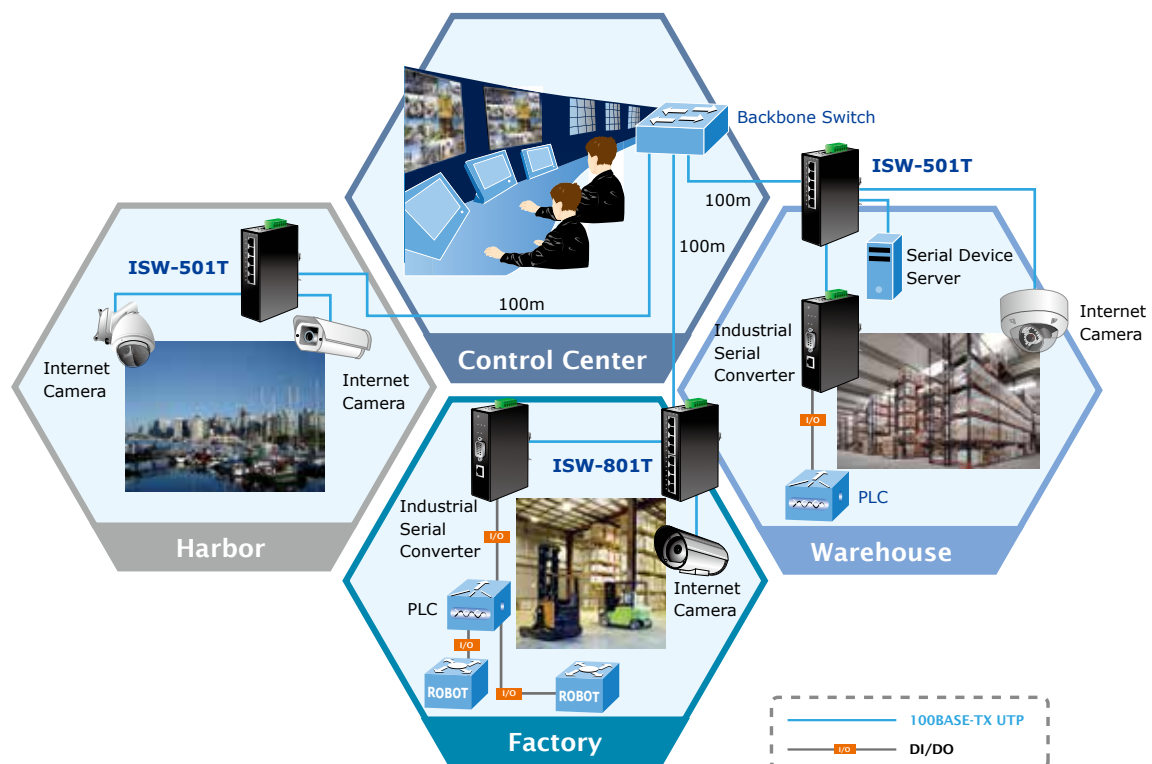 Backbone Switch
ISW-501T
100m
100m
Serial Device
Server
ISW-501T
100m
Internet
Camera
Industrial
Serial
Converter
Control Center
Internet
Camera
Internet
Camera
I/O
ISW-801T
PLC
Industrial
Serial
Converter
Harbor
Warehouse
I/O
Internet
Camera
PLC
I/O
ROBOT
I/O
ROBOT
100BASE-TX UTP
Factory
I/O
DI/DO